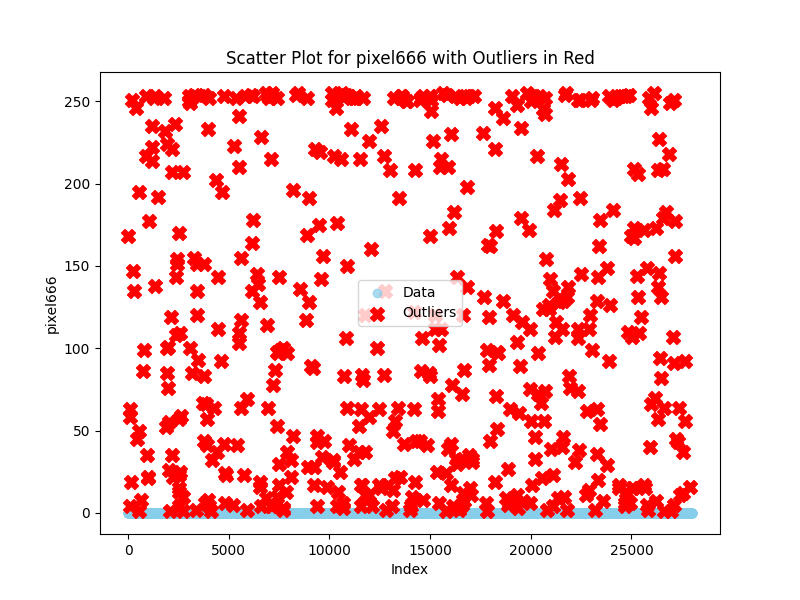 Scatter Plot for pixel666 with Outliers in Red
250
200
150
100
50
0
pixel666
Data
Outliers
0
5000
10000
15000
20000
25000
Index